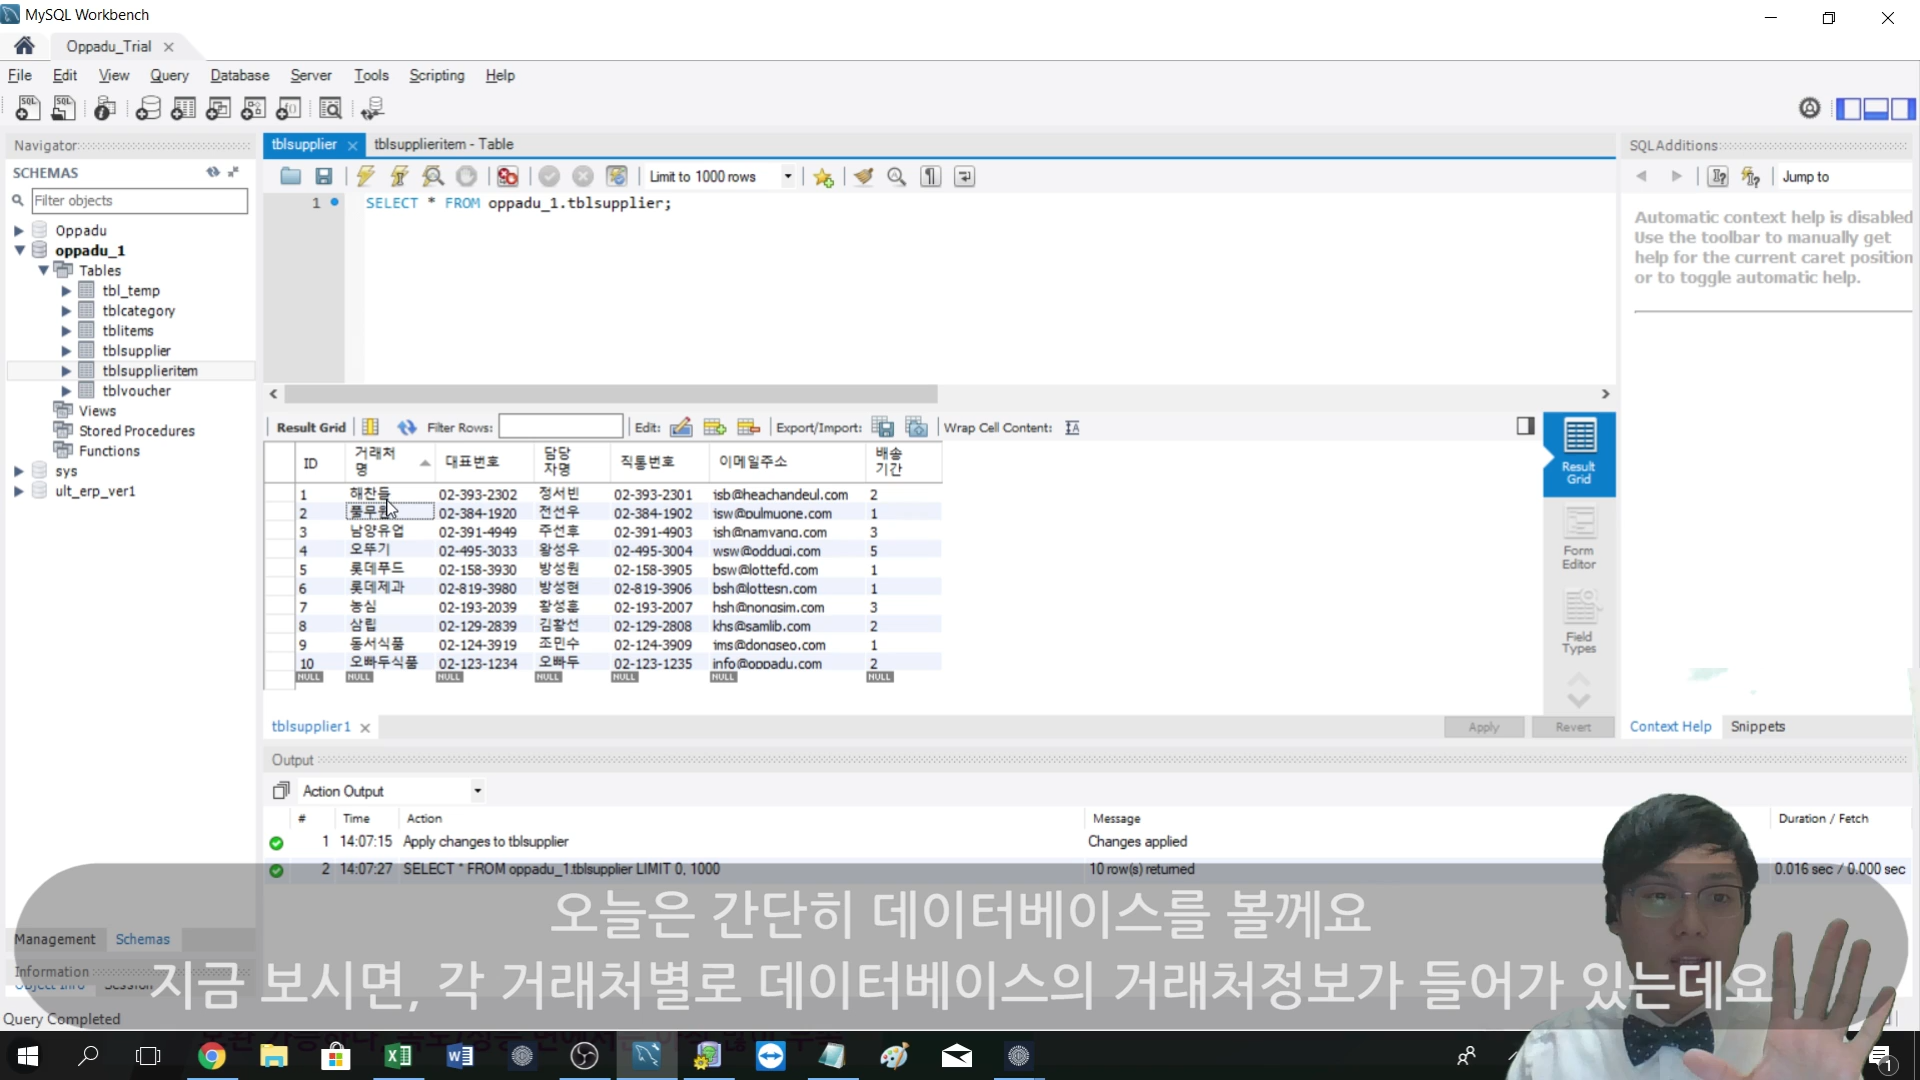 MySQL Workbench
Oppadu_Trial
File Edit View Query Database Server Tools Scripting Help
Navigator
SCHEMAS
Filter objects
Oppadu
oppadu_1
Tables
tbl_temp
tblcategory
tblitems
tblsupplier
tblsupplieritem
tblvoucher
Views
Stored Procedures
Functions
sys
ult_erp_ver1
Management Schemas
Information
Object Info Session
Query Completed
tblsupplier tblsupplieritem - Table
Limit to 1000 rows
1 SELECT * FROM oppadu_1.tblsupplier;
Result Grid Filter Rows: Edit: Export/Import: Wrap Cell Content:
ID 거래처명 대표번호 담당자명 직통번호 이메일주소 배송기간
1 해찬들 02-393-2302 정서빈 02-393-2301 jsb@heachandeul.com 2
2 풀무원 02-384-1920 전선우 02-384-1902 jsw@pulmuone.com 1
3 남양유업 02-391-4949 주선후 02-391-4903 jsh@namyang.com 3
4 오뚜기 02-495-3033 왕성우 02-495-3004 wsw@oddugi.com 5
5 롯데푸드 02-158-3930 방성원 02-158-3905 bsw@lottefd.com 1
6 롯데제과 02-819-3980 방성현 02-819-3906 bsh@lottesn.com 1
7 농심 02-193-2039 황성훈 02-193-2007 hsh@nongsim.com 3
8 삼립 02-129-2839 김황선 02-129-2808 khs@samlib.com 2
9 동서식품 02-124-3919 조민수 02-124-3909 jms@dongseo.com 1
10 오빠두식품 02-123-1234 오빠두 02-123-1235 info@oppadu.com 2
NULL NULL NULL NULL NULL NULL NULL
Result Grid
Form Editor
Field Types
tblsupplier1 Apply Revert
SQLAdditions
Jump to
Automatic context help is disabled
Use the toolbar to manually get
help for the current caret position
or to toggle automatic help.
Context Help Snippets
Output
Action Output
# Time Action Message Duration / Fetch
1 14:07:15 Apply changes to tblsupplier Changes applied
2 14:07:27 SELECT * FROM oppadu_1.tblsupplier LIMIT 0, 1000 10 row(s) returned 0.016 sec / 0.000 sec
오늘은 간단히 데이터베이스를 볼께요
지금 보시면, 각 거래처별로 데이터베이스의 거래처정보가 들어가 있는데요
1